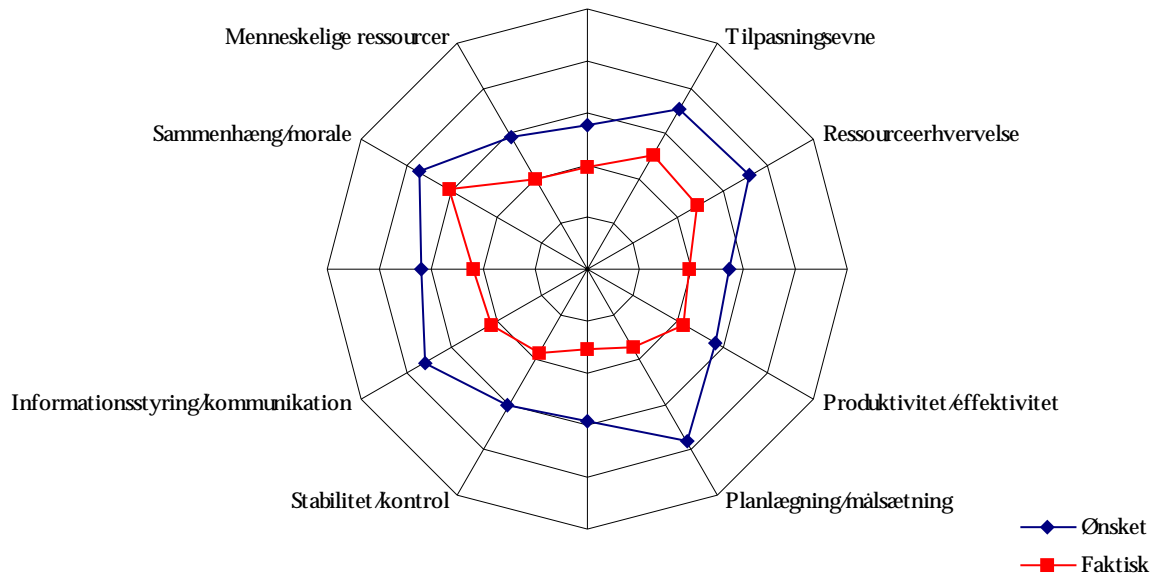 Menneskelige ressourcer
Tilpasningsevne
Sammenhæng/morale
Ressourceerhvervelse
Informationsstyring/kommunikation
Produktivitet/effektivitet
Stabilitet/kontrol
Planlægning/målsætning
Ønsket
Faktisk